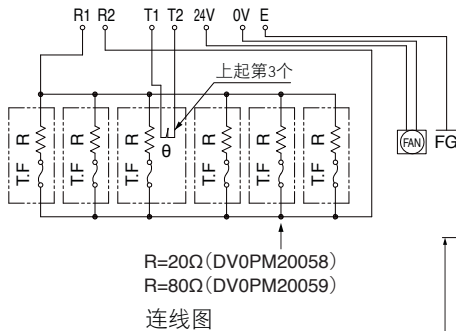 R1 R2 T1 T2 24V 0V E
上起第3个
R R R R R R
θ
T.F T.F T.F T.F T.F T.F
FAN FG
R=20Ω(DV0PM20058)
R=80Ω(DV0PM20059)
连线图